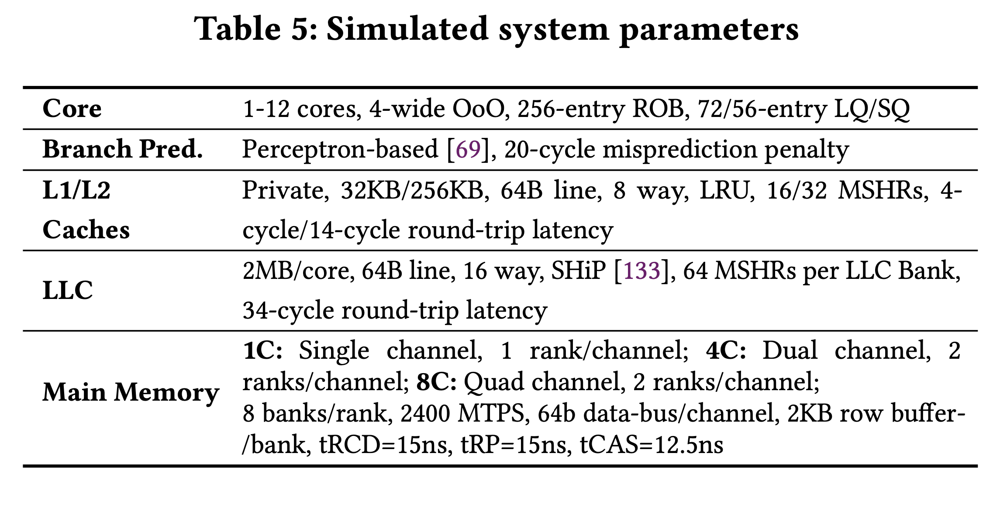 Table 5: Simulated system parameters
Core 1-12 cores, 4-wide OoO, 256-entry ROB, 72/56-entry LQ/SQ
Branch Pred. Perceptron-based [69], 20-cycle misprediction penalty
L1/L2 Private, 32KB/256KB, 64B line, 8 way, LRU, 16/32 MSHRs, 4-
Caches cycle/14-cycle round-trip latency
LLC
2MB/core, 64B line, 16 way, SHiP [133], 64 MSHRs per LLC Bank,
34-cycle round-trip latency
Main Memory
1C: Single channel, 1 rank/channel; 4C: Dual channel, 2
ranks/channel; 8C: Quad channel, 2 ranks/channel;
8 banks/rank, 2400 MTPS, 64b data-bus/channel, 2KB row buffer-
/bank, tRCD=15ns, tRP=15ns, tCAS=12.5ns